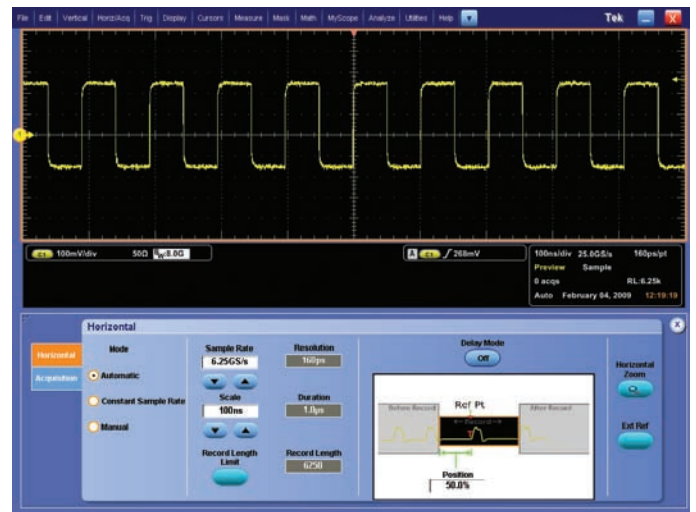 File Edit Vertical Horiz/Acq Trig Display Cursors Measure Mask Math MyScope Analyze Utilities Help Tek X
1
C1 100mV/div 50Ω BW:8.0G
A C1 268mV
100ns/div 25.0GS/s 160ps/pt
Preview Sample
0 acqs RL:6.25k
Auto February 04, 2009 12:19:19
Horizontal X
Horizontal
Acquisition
Mode
Automatic
Constant Sample Rate
Manual
Sample Rate
6.25GS/s
Scale
100ns
Record Length
Limit
Resolution
160ps
Duration
1.0μs
Record Length
6250
Delay Mode
Off
Before Record Ref Pt After Record
Record
Position
50.0%
Horizontal
Zoom
Ext Ref